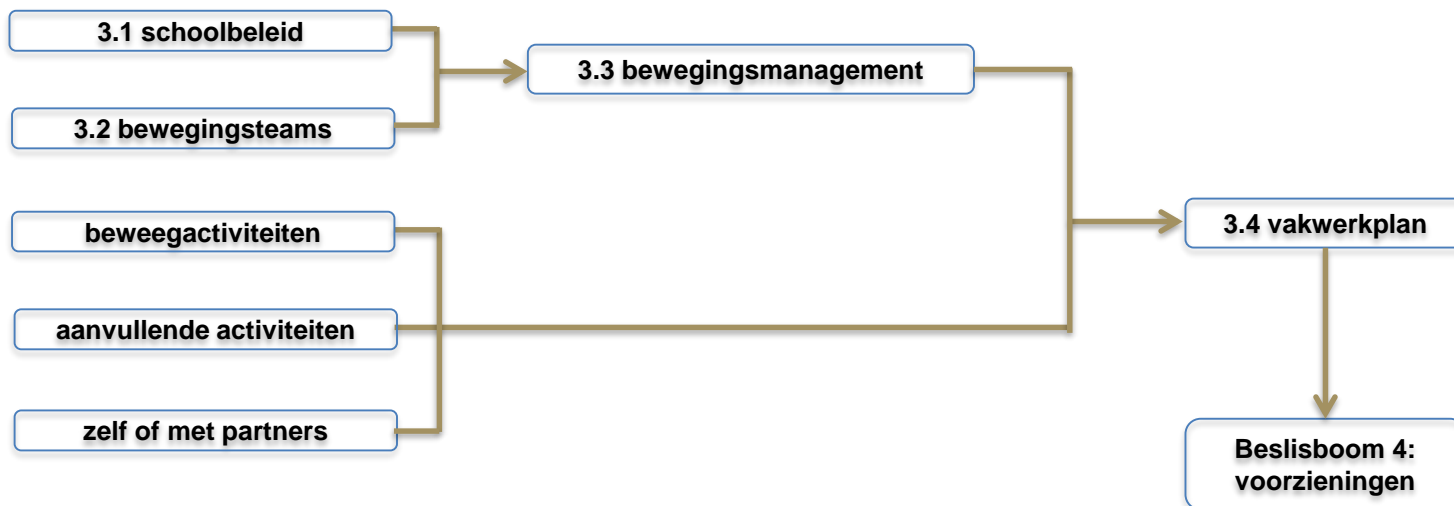 3.1 schoolbeleid
3.3 bewegingsmanagement
3.2 bewegingsteams
beweegactiviteiten
3.4 vakwerkplan
aanvullende activiteiten
zelf of met partners
Beslisboom 4:
voorzieningen